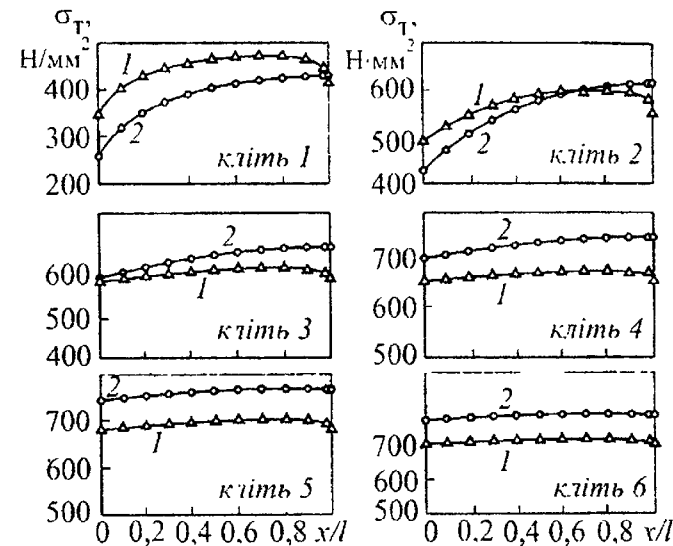 σт, σт,
Н/мм² Н·мм²
400 1 600 1
300 2 500 2
200 кліть 1 400 кліть 2
600 2 700 2
500 1 600 1
400 кліть 3 500 кліть 4
2 2
700 1 700 1
600 600
500 кліть 5 500 кліть 6
0 0,2 0,4 0,6 0,8 x/l 0 0,2 0,4 0,6 0,8 x/l